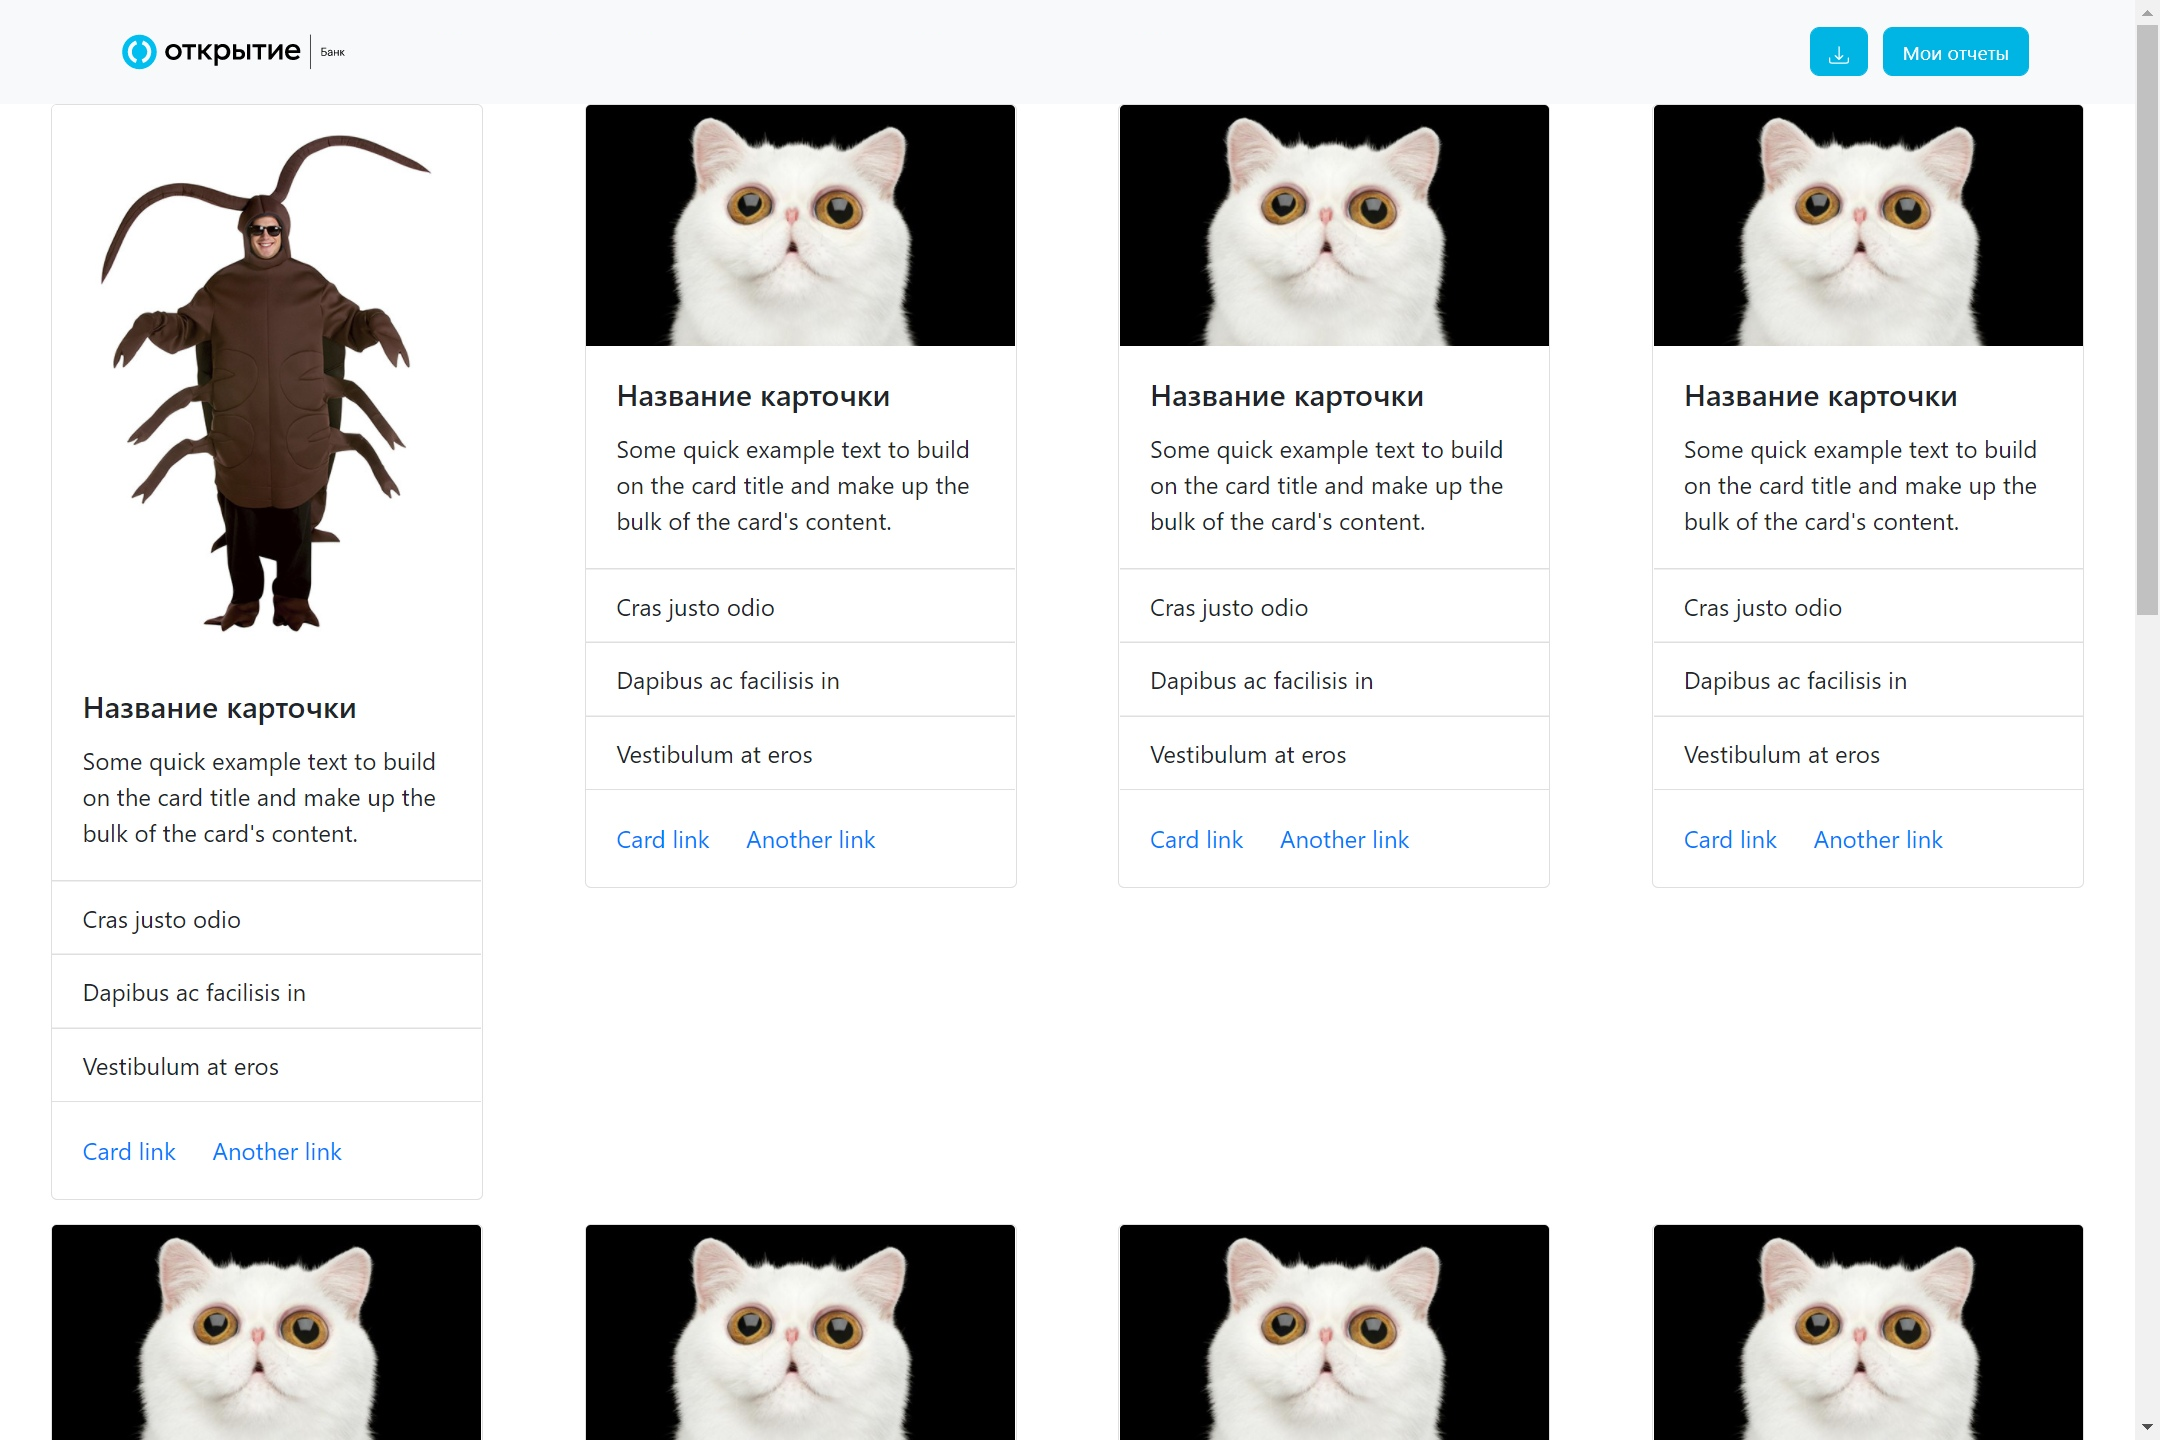 открытие Банк
Мои отчеты
Название карточки
Some quick example text to build
on the card title and make up the
bulk of the card's content.
Cras justo odio
Dapibus ac facilisis in
Vestibulum at eros
Card link Another link
Название карточки
Some quick example text to build
on the card title and make up the
bulk of the card's content.
Cras justo odio
Dapibus ac facilisis in
Vestibulum at eros
Card link Another link
Название карточки
Some quick example text to build
on the card title and make up the
bulk of the card's content.
Cras justo odio
Dapibus ac facilisis in
Vestibulum at eros
Card link Another link
Название карточки
Some quick example text to build
on the card title and make up the
bulk of the card's content.
Cras justo odio
Dapibus ac facilisis in
Vestibulum at eros
Card link Another link